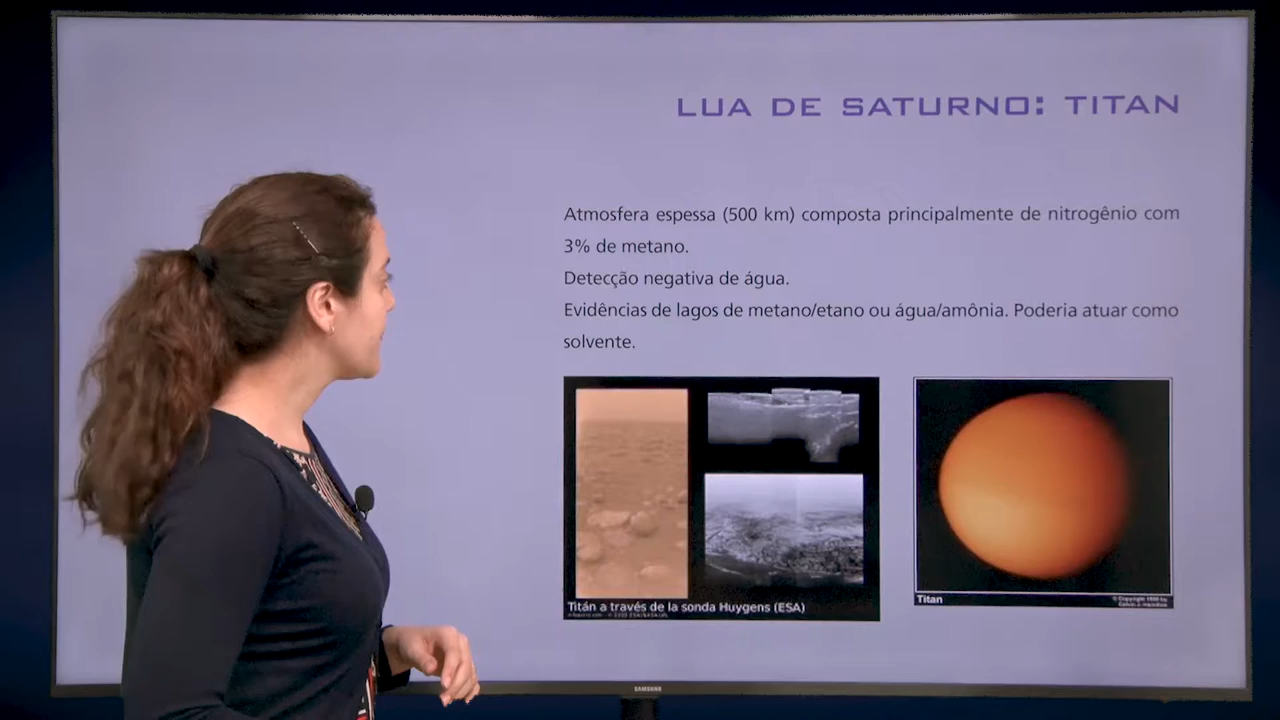 LUA DE SATURNO: TITAN
Atmosfera espessa (500 km) composta principalmente de nitrogênio com
3% de metano.
Detecção negativa de água.
Evidências de lagos de metano/etano ou água/amônia. Poderia atuar como
solvente.
Titán a través de la sonda Huygens (ESA)
Titan
SAMSUNG